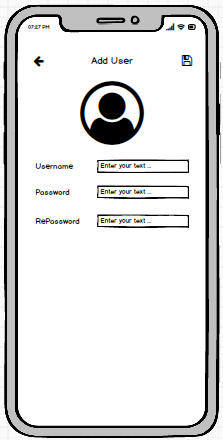 07:27 PM
Add User
Username Enter your text ...
Password Enter your text ...
RePassword Enter your text ...